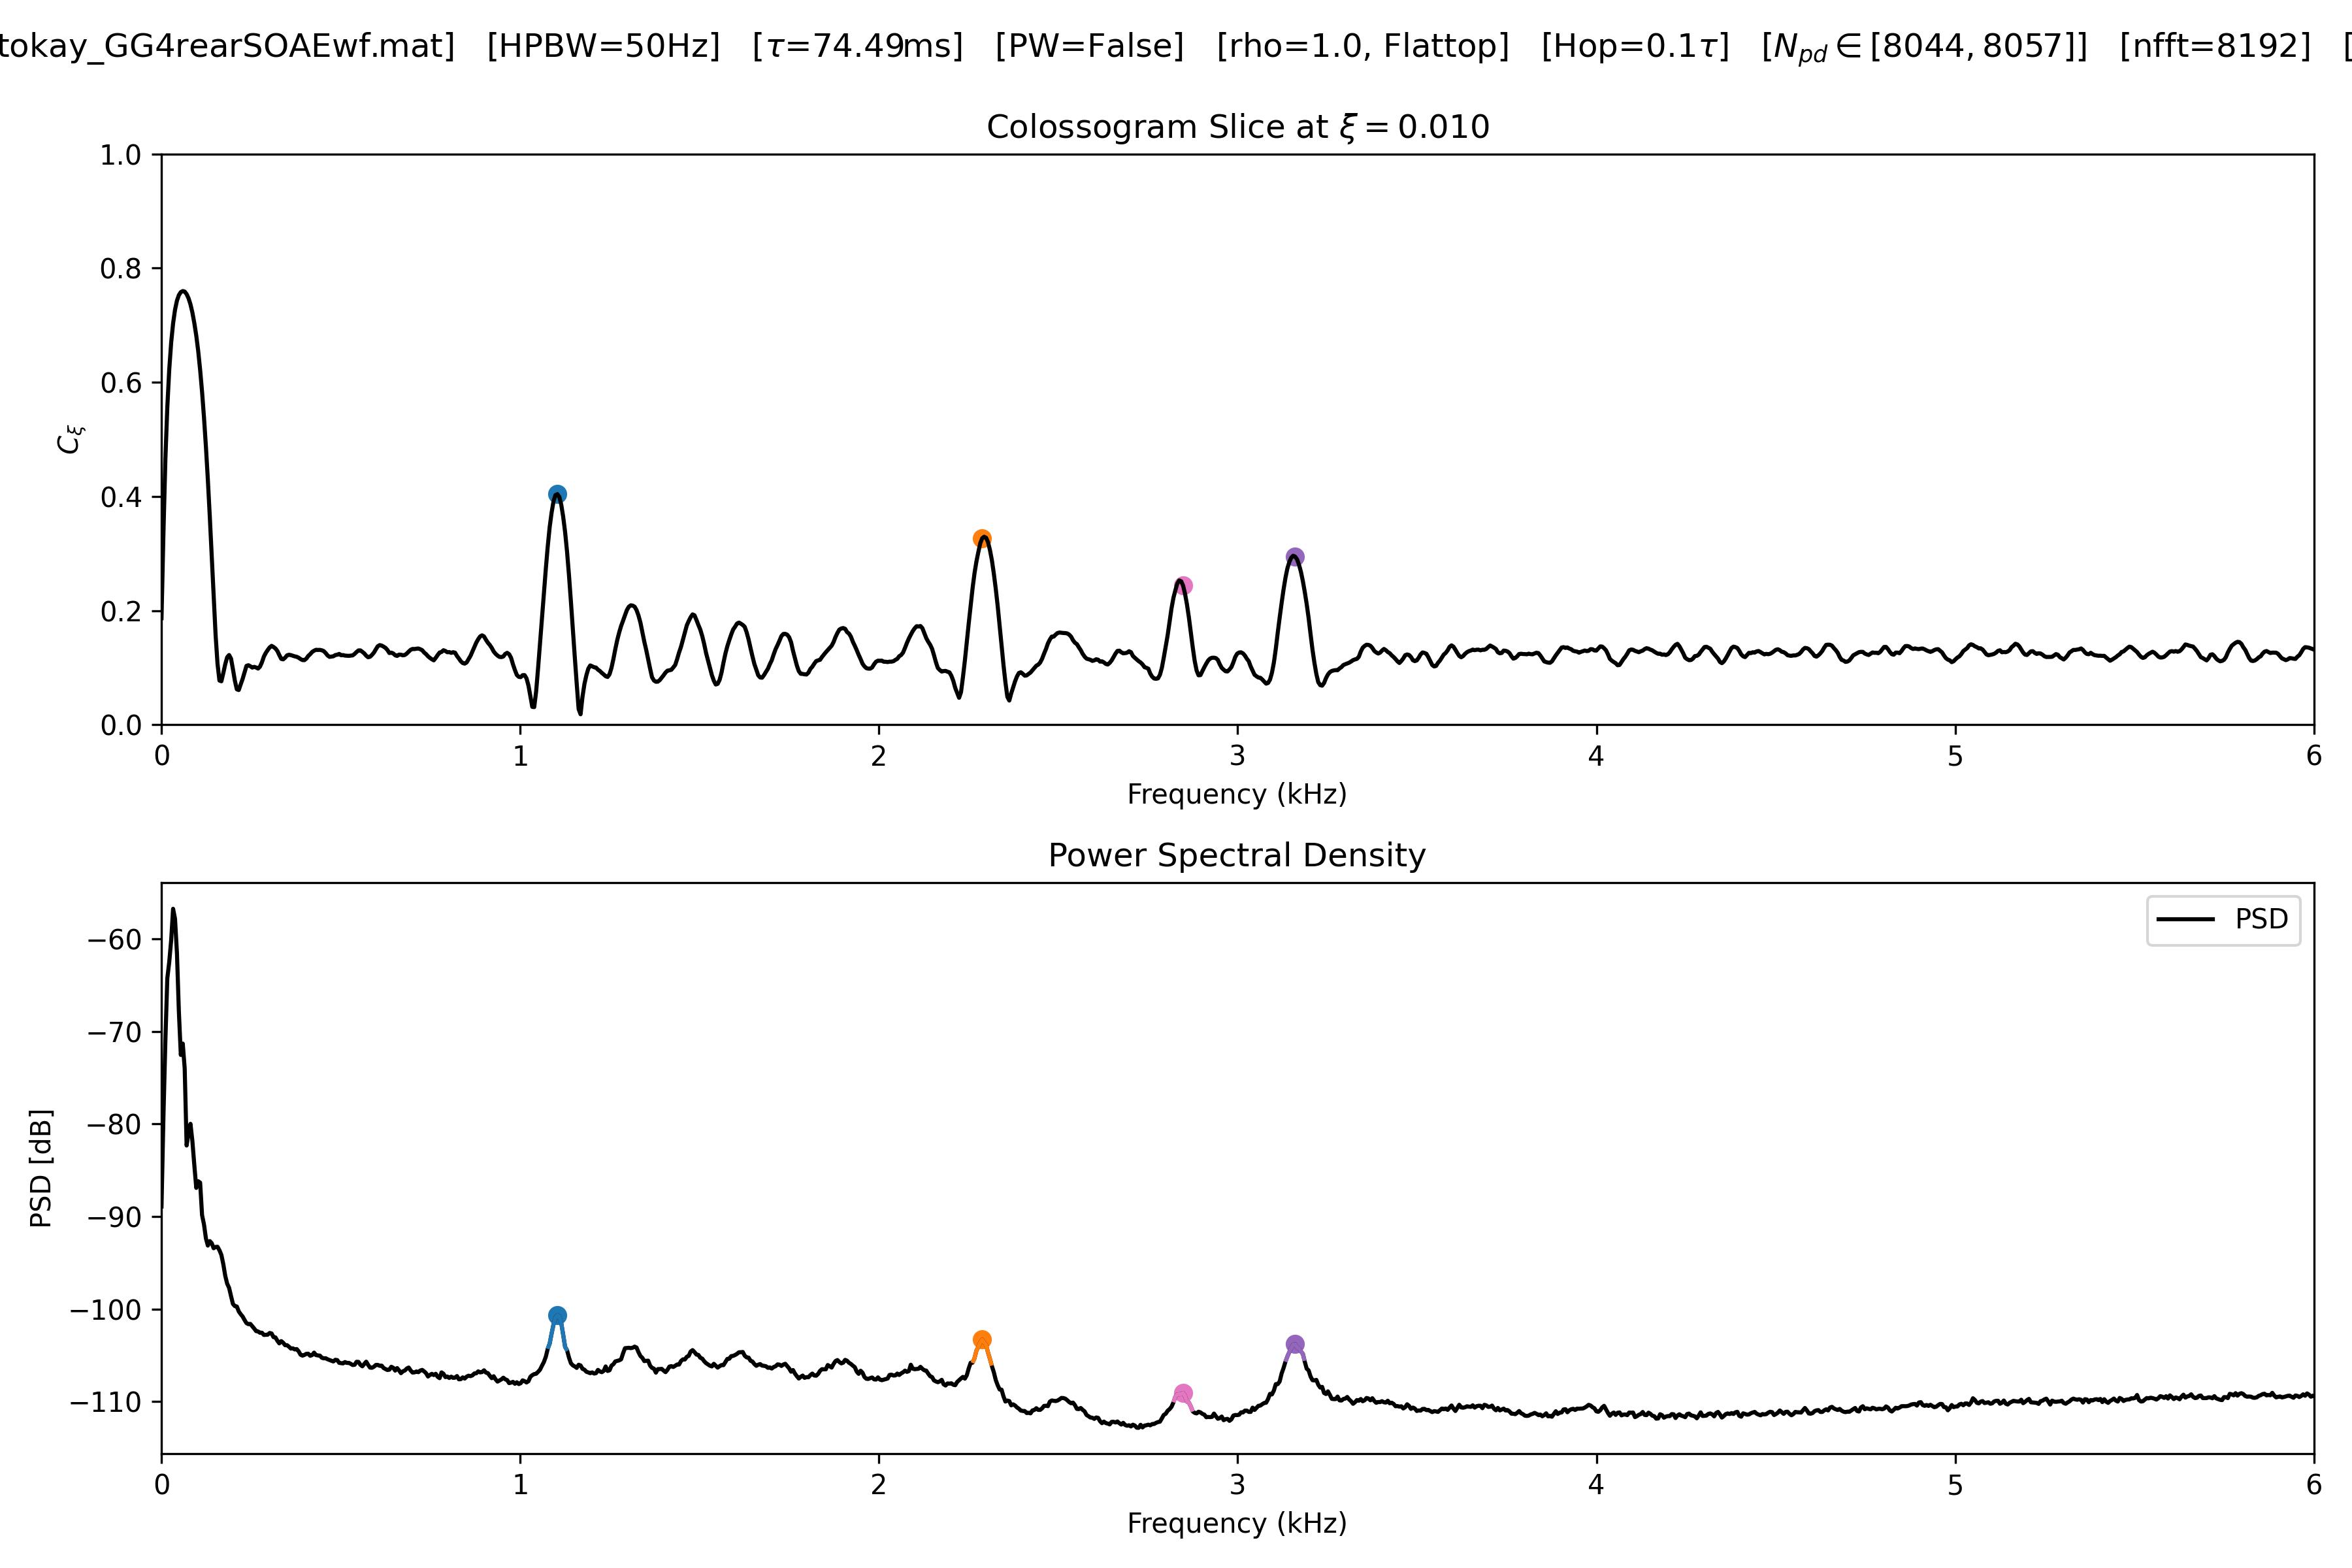 tokay_GG4rearSOAEwf.mat] [HPBW=50Hz] [τ=74.49ms] [PW=False] [rho=1.0, Flattop] [Hop=0.1τ] [N_pd ∈ [8044, 8057]] [nfft=8192] [
Colossogram Slice at ξ = 0.010
1.0
0.8
0.6
0.4
0.2
0.0
C_ξ
0 1 2 3 4 5 6
Frequency (kHz)
Power Spectral Density
PSD
−60
−70
−80
−90
−100
−110
PSD [dB]
0 1 2 3 4 5 6
Frequency (kHz)